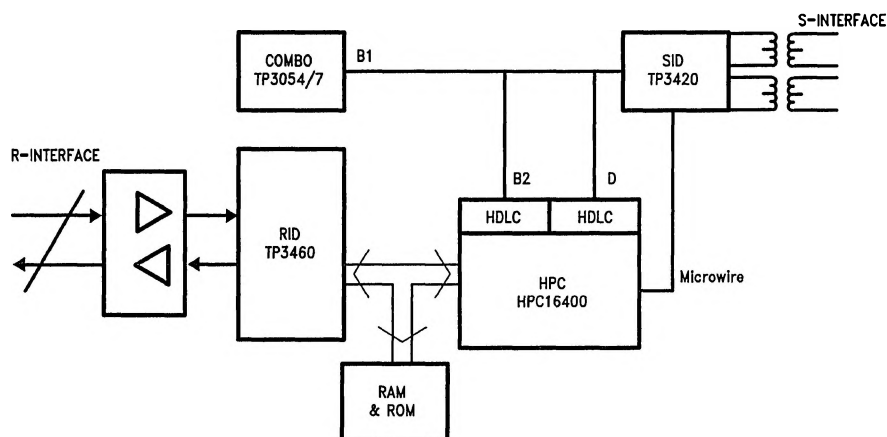 S-INTERFACE
COMBO
TP3054/7
B1
SID
TP3420
R-INTERFACE
RID
TP3460
B2
D
HDLC
HDLC
HPC
HPC16400
Microwire
RAM
& ROM